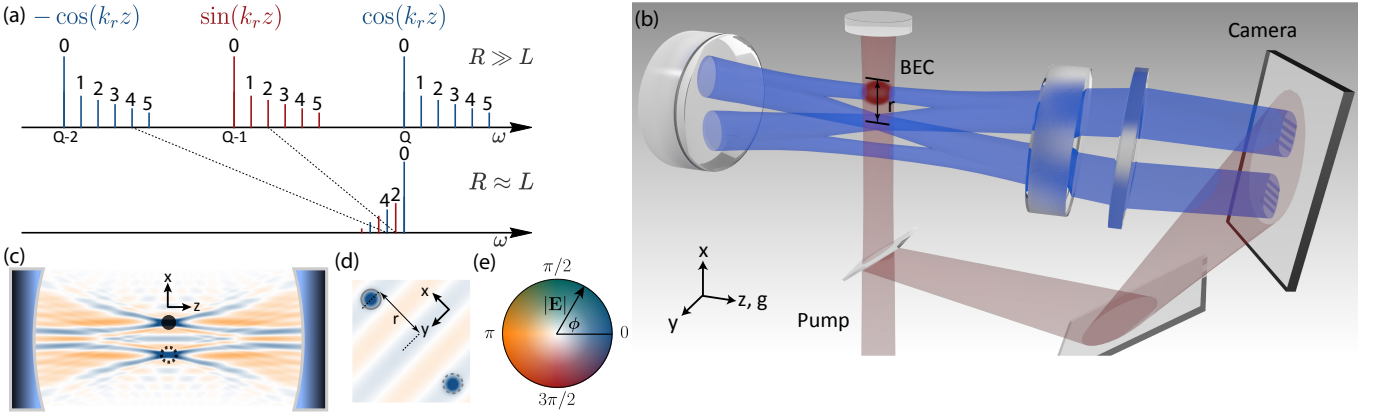 (a)
− cos(k_r z) sin(k_r z) cos(k_r z)
0 0 0
R ≫ L
1 2 3 4 5 1 2 3 4 5 1 2 3 4 5
Q-2 Q-1 Q ω
0
R ≈ L
4 2
ω
(b)
Camera
BEC
r
x
y
z, g
Pump
(c)
x
z
(d)
x
r
y
(e)
π/2
|E|
π
ϕ
0
3π/2